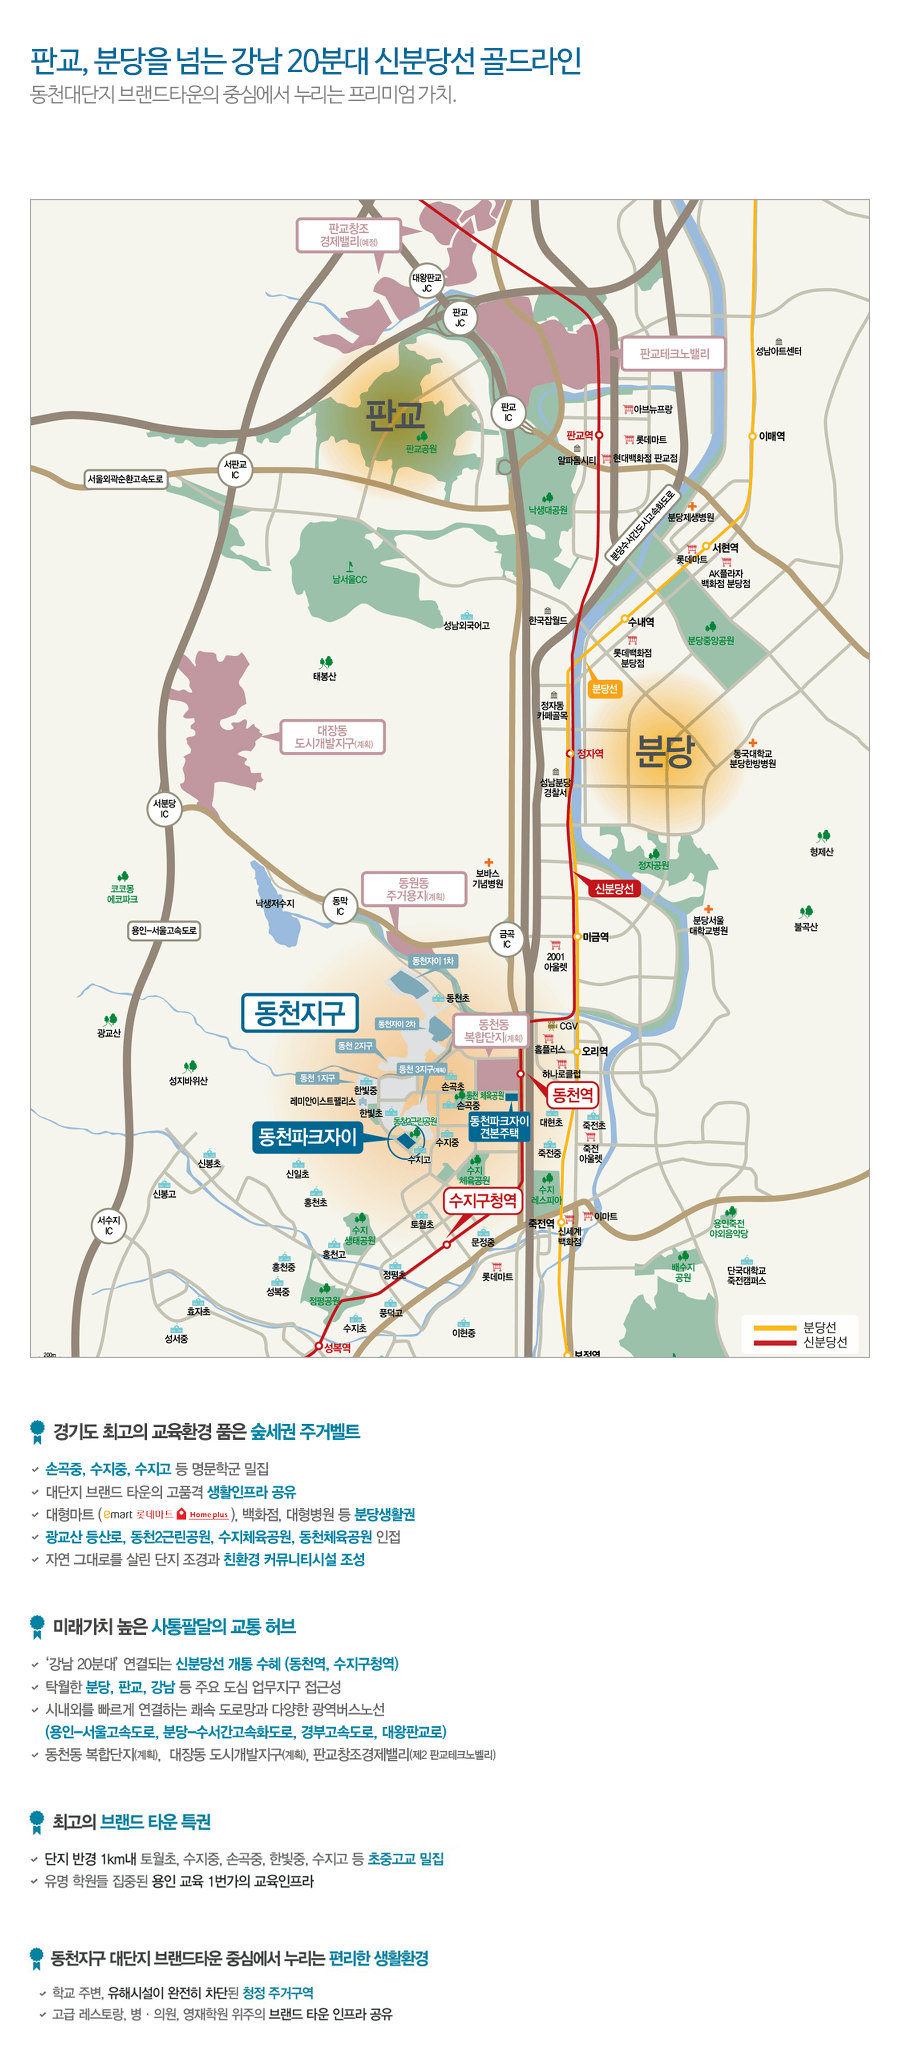 판교, 분당을 넘는 강남 20분대 신분당선 골드라인
동천대단지 브랜드타운의 중심에서 누리는 프리미엄 가치.
판교창조
경제밸리(예정)
대왕판교
JC
판교
JC
판교테크노밸리
성남아트센터
판교
판교공원
판교
IC
아브뉴프랑
판교역
롯데마트
이매역
알파돔시티
현대백화점 판교점
서판교
IC
서울외곽순환고속도로
낙생대공원
분당수서간도시고속화도로
분당제생병원
롯데마트
서현역
AK플라자
백화점 분당점
남서울CC
성남외국어고
한국잡월드
수내역
분당중앙공원
롯데백화점
분당점
태봉산
분당선
정자동
카페골목
대장동
도시개발지구(계획)
정자역
분당
동국대학교
분당한방병원
성남분당
경찰서
서분당
IC
정자공원
형제산
보바스
기념병원
코코몽
에코파크
동원동
주거용지(계획)
신분당선
낙생저수지
동막
IC
분당서울
대학교병원
불곡산
용인-서울고속도로
금곡
IC
미금역
2001
아울렛
동천자이 1차
동천초
동천지구
광교산
동천자이 2차
동천동
복합단지(계획)
CGV
홈플러스
오리역
동천 2지구
하나로클럽
성지바위산
동천 3지구(계획)
동천 1지구
한빛중
손곡초
동천 체육공원
동천역
레미안이스트팰리스
손곡중
한빛초
동천2근린공원
동천파크자이
견본주택
대현초
죽전초
동천파크자이
수지중
죽전중
죽전
아울렛
수지고
신봉초
신일초
수지
체육공원
신봉고
홍천초
수지구청역
수지
레스피아
서수지
IC
토월초
죽전역
이마트
신세계
백화점
용인죽전
야외음악당
수지
생태공원
문정중
홍천고
홍천중
정평초
롯데마트
배수지
공원
단국대학교
죽전캠퍼스
성복중
정평공원
효자초
풍덕고
수지초
이현중
성서중
성복역
보정역
200m
분당선
신분당선
경기도 최고의 교육환경 품은 숲세권 주거벨트
손곡중, 수지중, 수지고 등 명문학군 밀집
대단지 브랜드 타운의 고품격 생활인프라 공유
대형마트 (emart 롯데마트 Home plus), 백화점, 대형병원 등 분당생활권
광교산 등산로, 동천2근린공원, 수지체육공원, 동천체육공원 인접
자연 그대로를 살린 단지 조경과 친환경 커뮤니티시설 조성
미래가치 높은 사통팔달의 교통 허브
‘강남 20분대’ 연결되는 신분당선 개통 수혜 (동천역, 수지구청역)
탁월한 분당, 판교, 강남 등 주요 도심 업무지구 접근성
시내외를 빠르게 연결하는 쾌속 도로망과 다양한 광역버스노선
(용인-서울고속도로, 분당-수서간고속화도로, 경부고속도로, 대왕판교로)
동천동 복합단지(계획), 대장동 도시개발지구(계획), 판교창조경제밸리(제2 판교테크노벨리)
최고의 브랜드 타운 특권
단지 반경 1km내 토월초, 수지중, 손곡중, 한빛중, 수지고 등 초중고교 밀집
유명 학원들 집중된 용인 교육 1번가의 교육인프라
동천지구 대단지 브랜드타운 중심에서 누리는 편리한 생활환경
학교 주변, 유해시설이 완전히 차단된 청정 주거구역
고급 레스토랑, 병 · 의원, 영재학원 위주의 브랜드 타운 인프라 공유